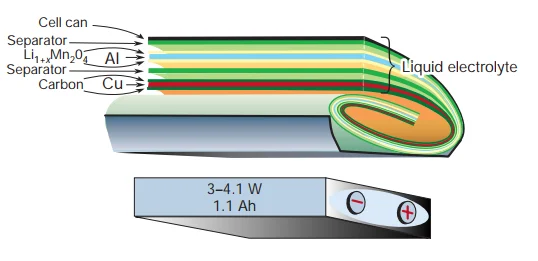 Cell can
Separator
Li1+xMn2O4
Al
Separator
Carbon
Cu
Liquid electrolyte
3–4.1 W
1.1 Ah
− +